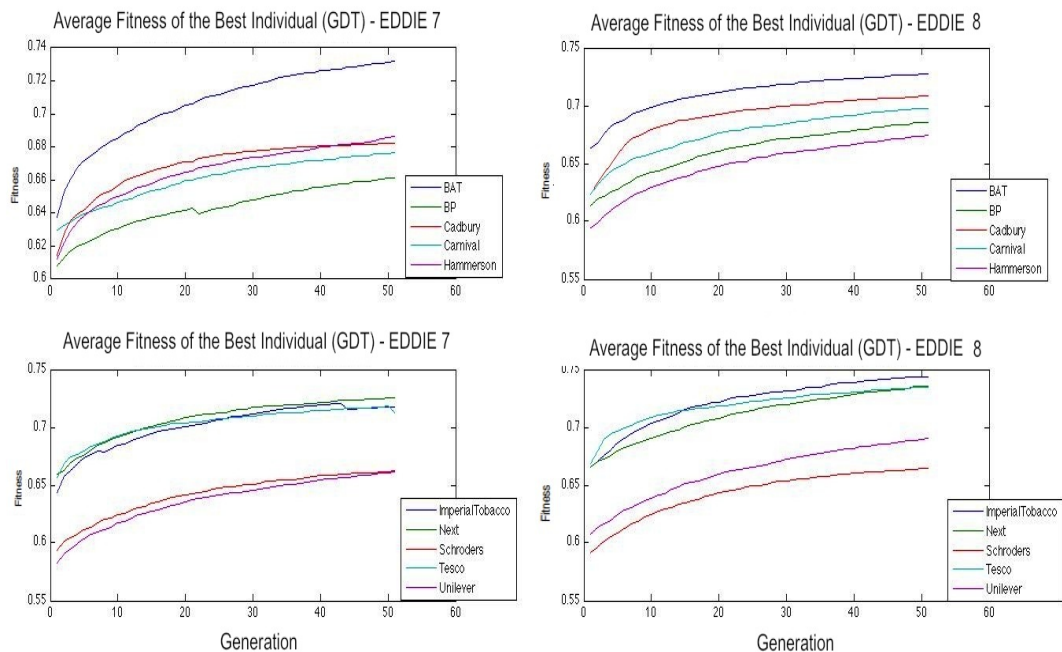 Average Fitness of the Best Individual (GDT) - EDDIE 7
0.74
0.72
0.7
0.68
0.66
0.64
0.62
0.6
0
10
20
30
40
50
60
Fitness
BAT
BP
Cadbury
Carnival
Hammerson
Average Fitness of the Best Individual (GDT) - EDDIE 8
0.75
0.7
0.65
0.6
0.55
0
10
20
30
40
50
60
Fitness
BAT
BP
Cadbury
Carnival
Hammerson
Average Fitness of the Best Individual (GDT) - EDDIE 7
0.75
0.7
0.65
0.6
0.55
0
10
20
30
40
50
60
Fitness
ImperialTobacco
Next
Schroders
Tesco
Unilever
Generation
Average Fitness of the Best Individual (GDT) - EDDIE 8
0.75
0.7
0.65
0.6
0.55
0
10
20
30
40
50
60
Fitness
ImperialTobacco
Next
Schroders
Tesco
Unilever
Generation